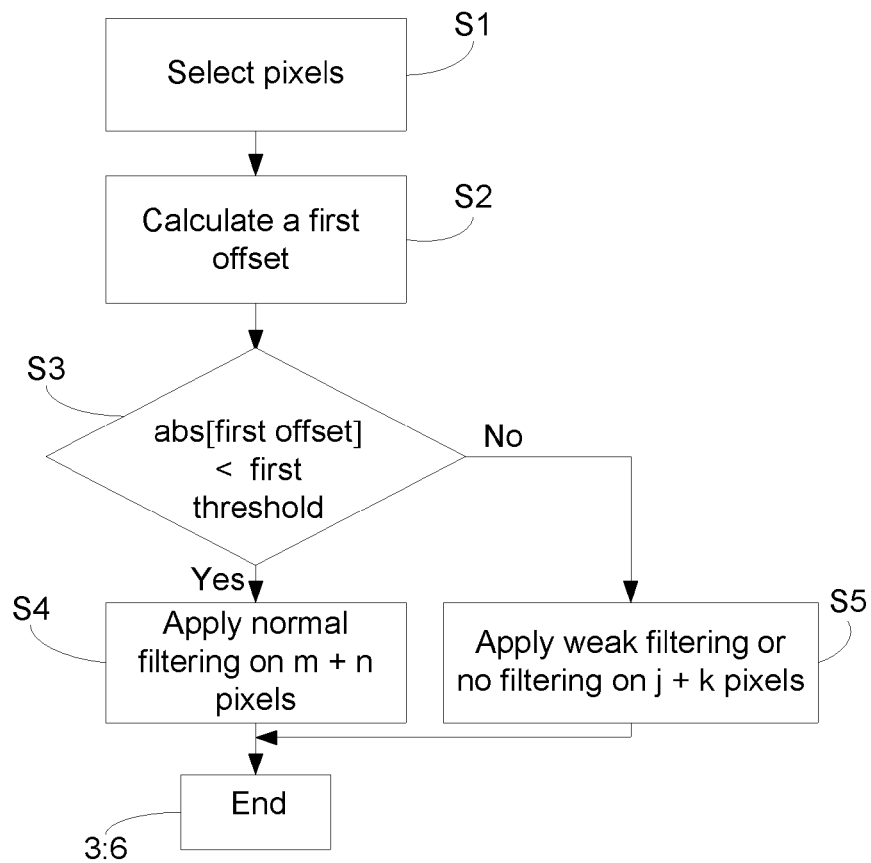 S1
Select pixels
S2
Calculate a first
offset
S3
abs[first offset]
< first
threshold
No
Yes
S4
Apply normal
filtering on m + n
pixels
S5
Apply weak filtering or
no filtering on j + k pixels
End
3:6